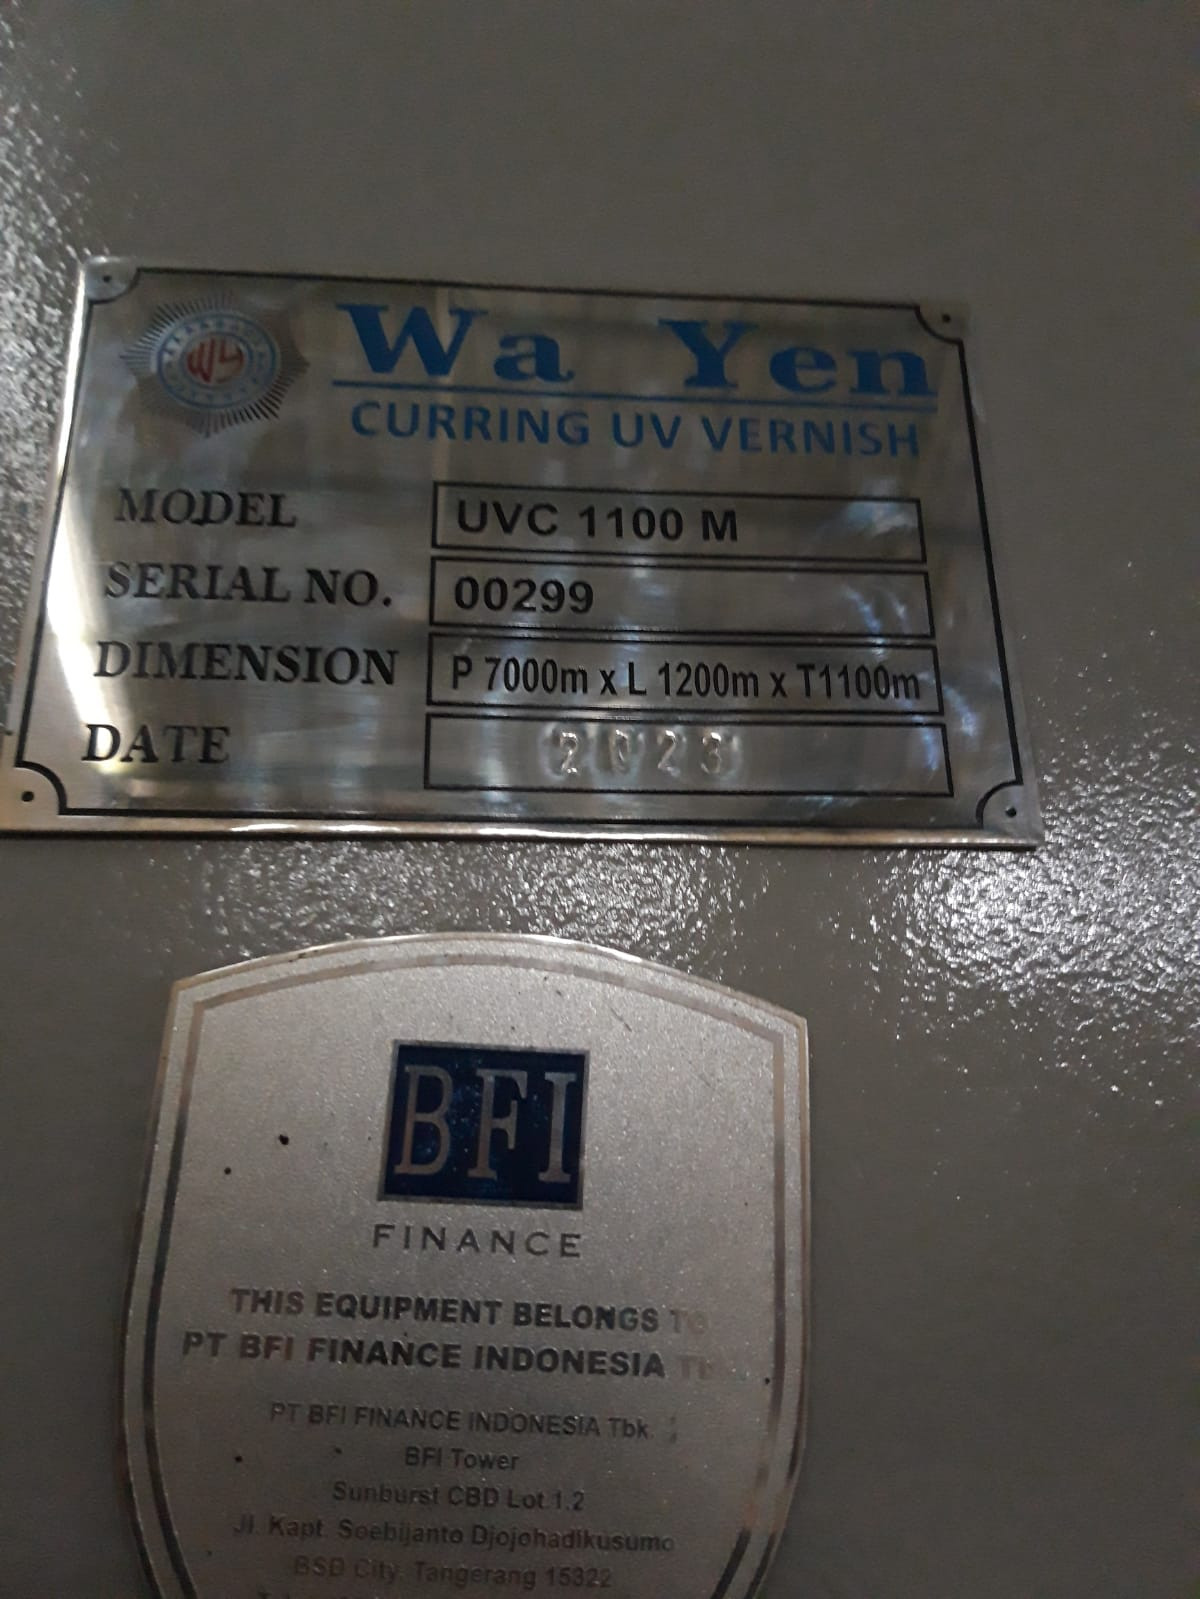 WY
Wa Yen
CURRING UV VERNISH
MODEL UVC 1100 M
SERIAL NO. 00299
DIMENSION P 7000m x L 1200m x T1100m
DATE 2023
BFI
FINANCE
THIS EQUIPMENT BELONGS TO
PT BFI FINANCE INDONESIA
PT BFI FINANCE INDONESIA Tbk.
BFI Tower
Sunburst CBD Lot 1.2
Jl. Kapt. Soebijanto Djojohadikusumo
BSD City, Tangerang 15322